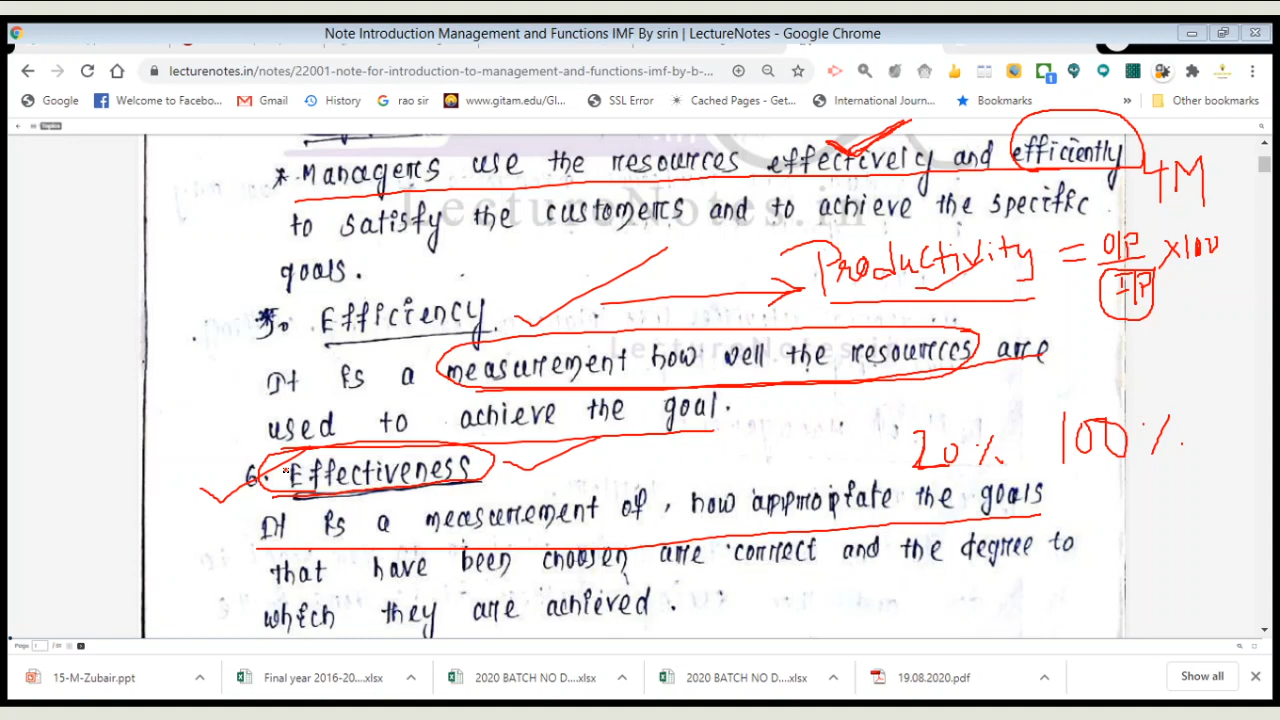 Note Introduction Management and Functions IMF By srin | LectureNotes - Google Chrome
lecturenotes.in/notes/22001-note-for-introduction-to-management-and-functions-imf-by-b-...
Google Welcome to Facebo... Gmail History rao sir www.gitam.edu/Gl... SSL Error Cached Pages - Get... International Journ... Bookmarks » Other bookmarks
* Managers use the resources effectively and efficiently
4M
to satisfy the customers and to achieve the specific
LectureNotes.in
goals.
Productivity = O/P / I/P ×100
5. Efficiency
It is a measurement how well the resources are
used to achieve the goal.
20% 100%
6. Effectiveness
It is a measurement of, how appropriate the goals
that have been choosen are correct and the degree to
which they are achieved.
Page 1
15-M-Zubair.ppt Final year 2016-20....xlsx 2020 BATCH NO D....xlsx 2020 BATCH NO D....xlsx 19.08.2020.pdf Show all